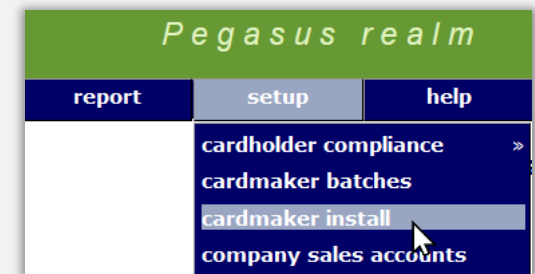 Pegasus realm
report setup help
cardholder compliance »
cardmaker batches
cardmaker install
company sales accounts